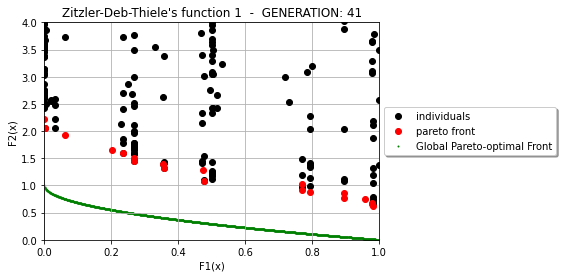 Zitzler-Deb-Thiele's function 1 - GENERATION: 41
4.0
3.5
3.0
2.5
2.0
1.5
1.0
0.5
0.0
F2(x)
0.0 0.2 0.4 0.6 0.8 1.0
F1(x)
individuals
pareto front
Global Pareto-optimal Front